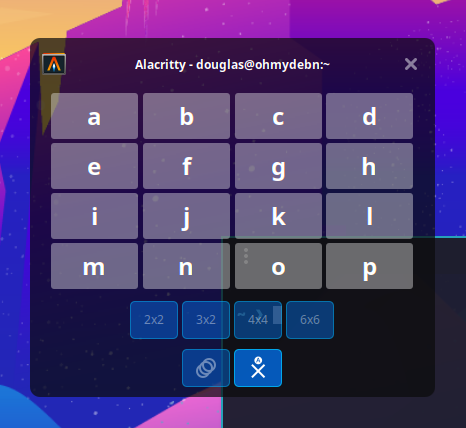 Alacritty - douglas@ohmydebn:~
a b c d
e f g h
i j k l
m n o p
2x2 3x2 4x4 6x6
A